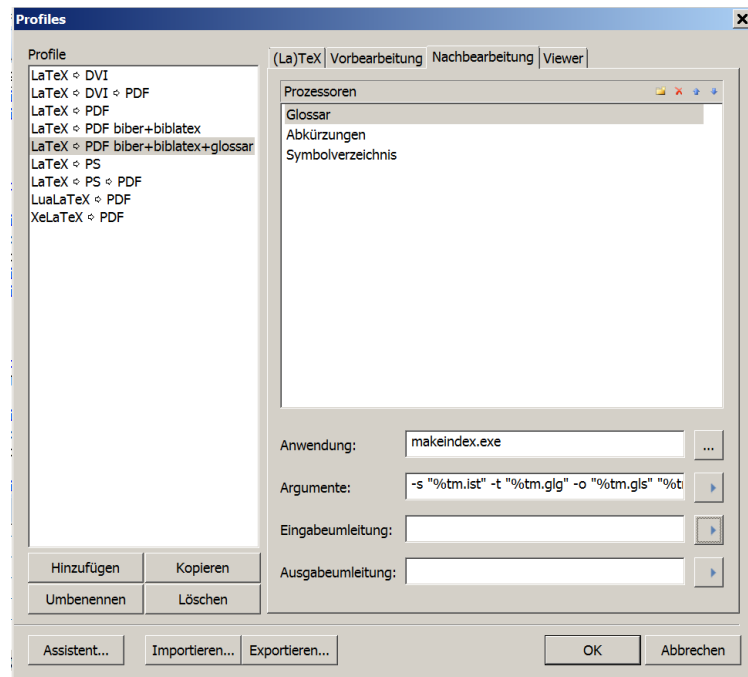 Profiles
Profile
LaTeX ⇨ DVI
LaTeX ⇨ DVI ⇨ PDF
LaTeX ⇨ PDF
LaTeX ⇨ PDF biber+biblatex
LaTeX ⇨ PDF biber+biblatex+glossar
LaTeX ⇨ PS
LaTeX ⇨ PS ⇨ PDF
LuaLaTeX ⇨ PDF
XeLaTeX ⇨ PDF
Hinzufügen Kopieren
Umbenennen Löschen
(La)TeX Vorbearbeitung Nachbearbeitung Viewer
Prozessoren
Glossar
Abkürzungen
Symbolverzeichnis
Anwendung: makeindex.exe ...
Argumente: -s "%tm.ist" -t "%tm.glg" -o "%tm.gls"
Eingabeumleitung:
Ausgabeumleitung:
Assistent... Importieren... Exportieren... OK Abbrechen